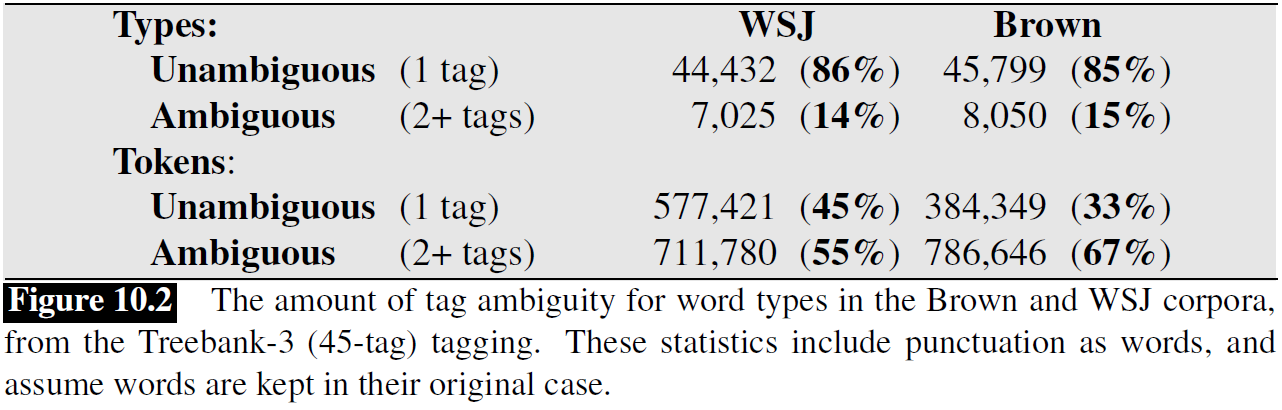 Types: WSJ Brown
Unambiguous (1 tag) 44,432 (86%) 45,799 (85%)
Ambiguous (2+ tags) 7,025 (14%) 8,050 (15%)
Tokens:
Unambiguous (1 tag) 577,421 (45%) 384,349 (33%)
Ambiguous (2+ tags) 711,780 (55%) 786,646 (67%)
Figure 10.2 The amount of tag ambiguity for word types in the Brown and WSJ corpora,
from the Treebank-3 (45-tag) tagging. These statistics include punctuation as words, and
assume words are kept in their original case.